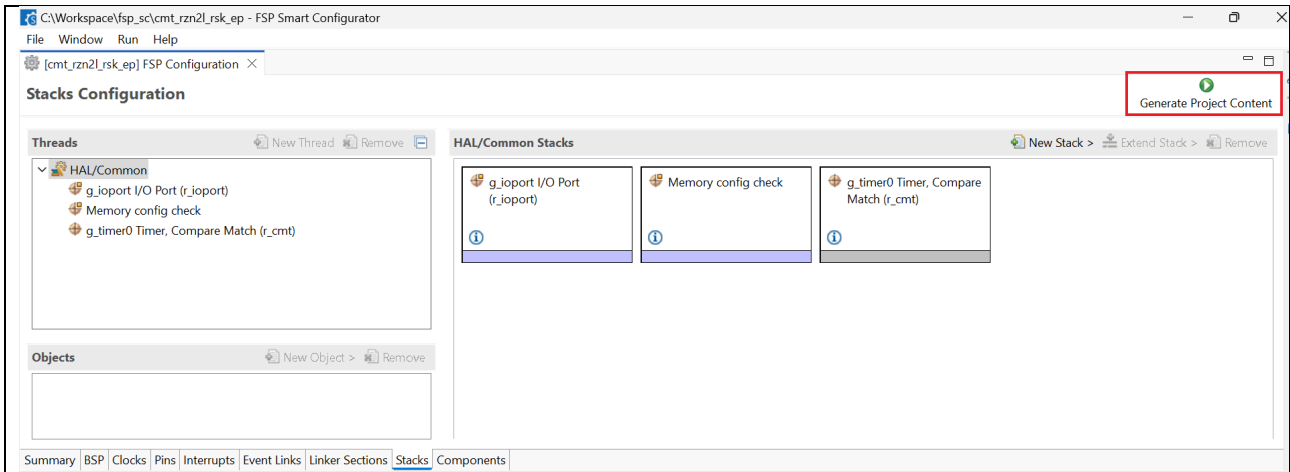 C:\Workspace\fsp_sc\cmt_rzn2l_rsk_ep - FSP Smart Configurator
File Window Run Help
[cmt_rzn2l_rsk_ep] FSP Configuration
Stacks Configuration
Generate Project Content
Threads
New Thread Remove
HAL/Common
g_ioport I/O Port (r_ioport)
Memory config check
g_timer0 Timer, Compare Match (r_cmt)
HAL/Common Stacks
New Stack > Extend Stack > Remove
g_ioport I/O Port
(r_ioport)
Memory config check
g_timer0 Timer, Compare
Match (r_cmt)
Objects
New Object > Remove
Summary BSP Clocks Pins Interrupts Event Links Linker Sections Stacks Components